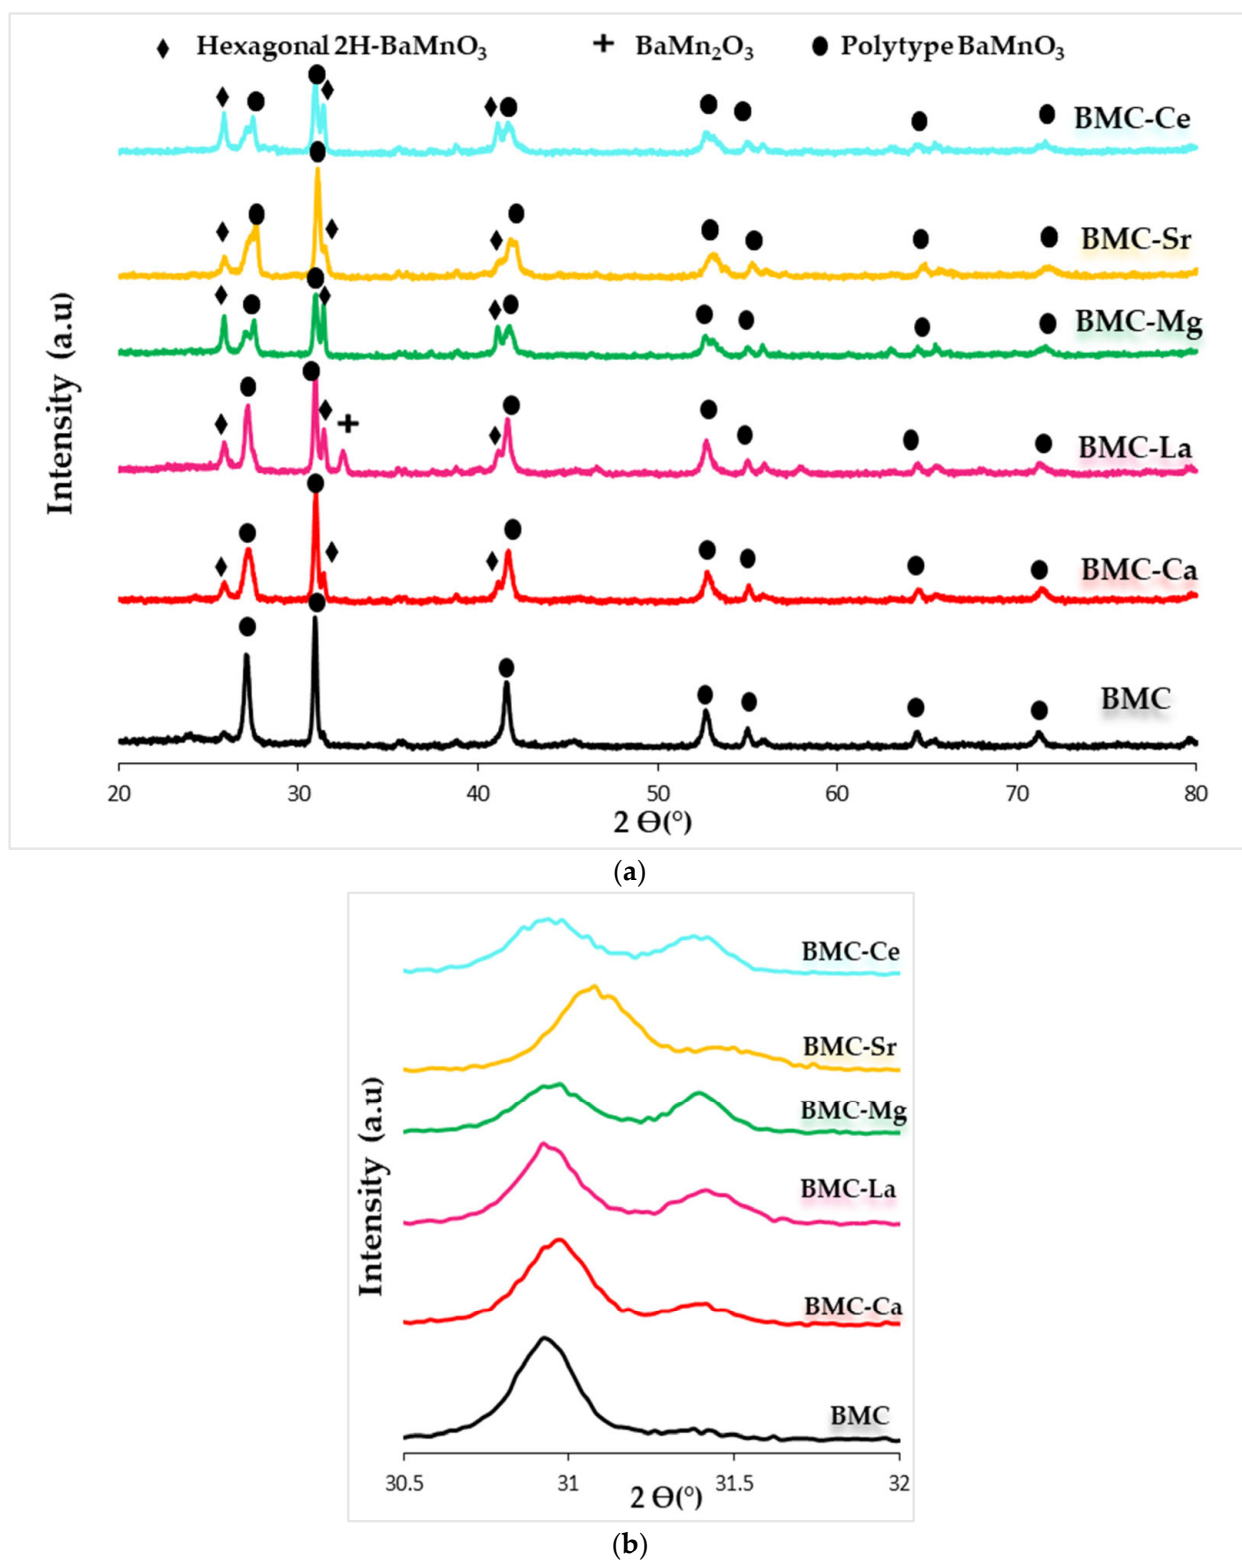 Hexagonal 2H-BaMnO₃ BaMn₂O₃ Polytype BaMnO₃
BMC-Ce
BMC-Sr
BMC-Mg
BMC-La
BMC-Ca
BMC
Intensity (a.u)
20 30 40 50 60 70 80
2 Ɵ(°)
(a)
BMC-Ce
BMC-Sr
BMC-Mg
BMC-La
BMC-Ca
BMC
Intensity (a.u)
30.5 31 31.5 32
2 Ɵ(°)
(b)